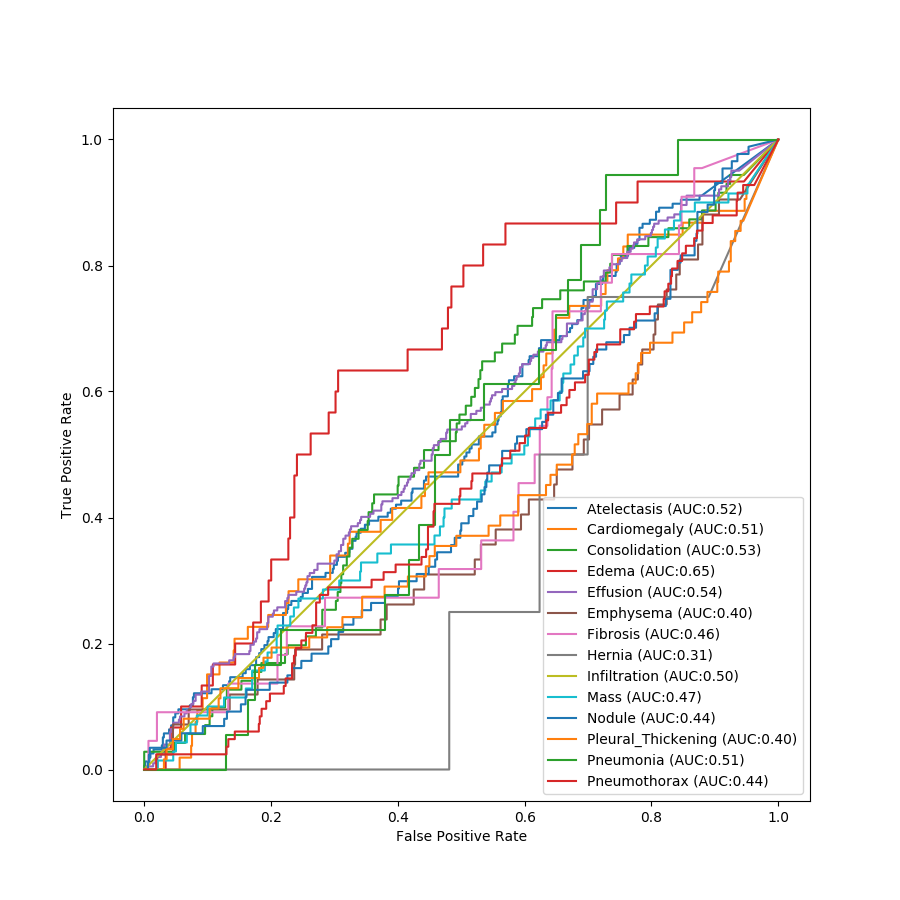 1.0
0.8
0.6
0.4
0.2
0.0
True Positive Rate
Atelectasis (AUC:0.52)
Cardiomegaly (AUC:0.51)
Consolidation (AUC:0.53)
Edema (AUC:0.65)
Effusion (AUC:0.54)
Emphysema (AUC:0.40)
Fibrosis (AUC:0.46)
Hernia (AUC:0.31)
Infiltration (AUC:0.50)
Mass (AUC:0.47)
Nodule (AUC:0.44)
Pleural_Thickening (AUC:0.40)
Pneumonia (AUC:0.51)
Pneumothorax (AUC:0.44)
0.0 0.2 0.4 0.6 0.8 1.0
False Positive Rate